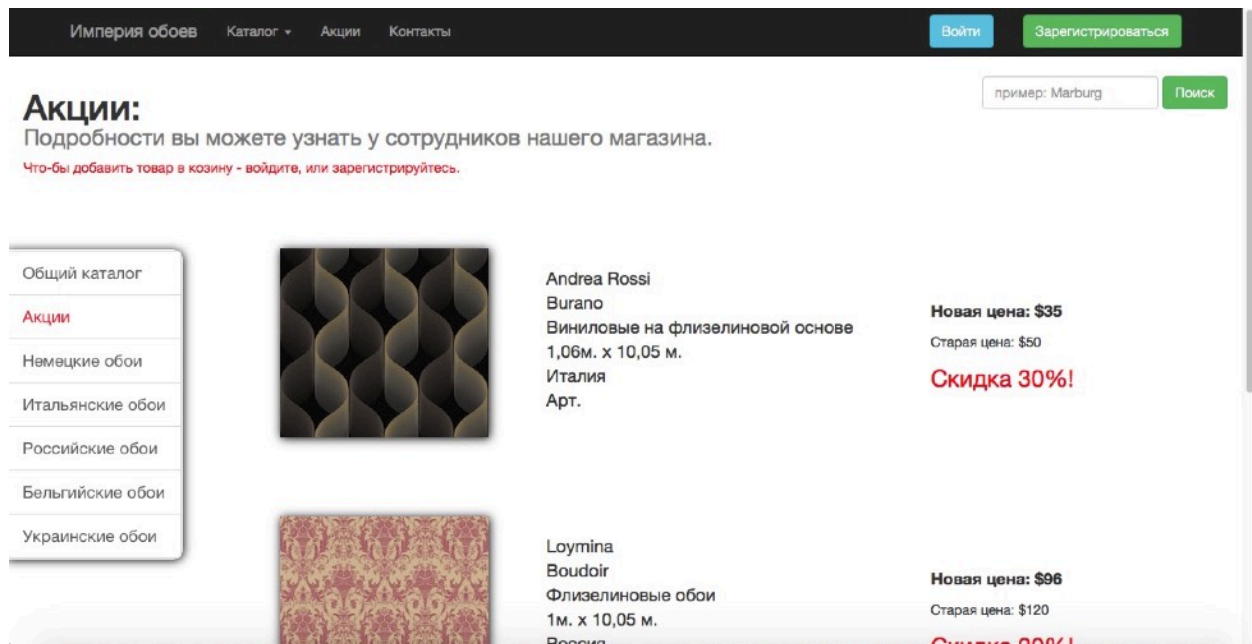 Империя обоев Каталог Акции Контакты Войти Зарегистрироваться
пример: Marburg Поиск
Акции:
Подробности вы можете узнать у сотрудников нашего магазина.
Что-бы добавить товар в козину - войдите, или зарегистрируйтесь.
Общий каталог
Акции
Немецкие обои
Итальянские обои
Российские обои
Бельгийские обои
Украинские обои
Andrea Rossi
Burano
Виниловые на флизелиновой основе
1,06м. x 10,05 м.
Италия
Арт.
Новая цена: $35
Старая цена: $50
Скидка 30%!
Loymina
Boudoir
Флизелиновые обои
1м. x 10,05 м.
Россия
Новая цена: $96
Старая цена: $120
Скидка